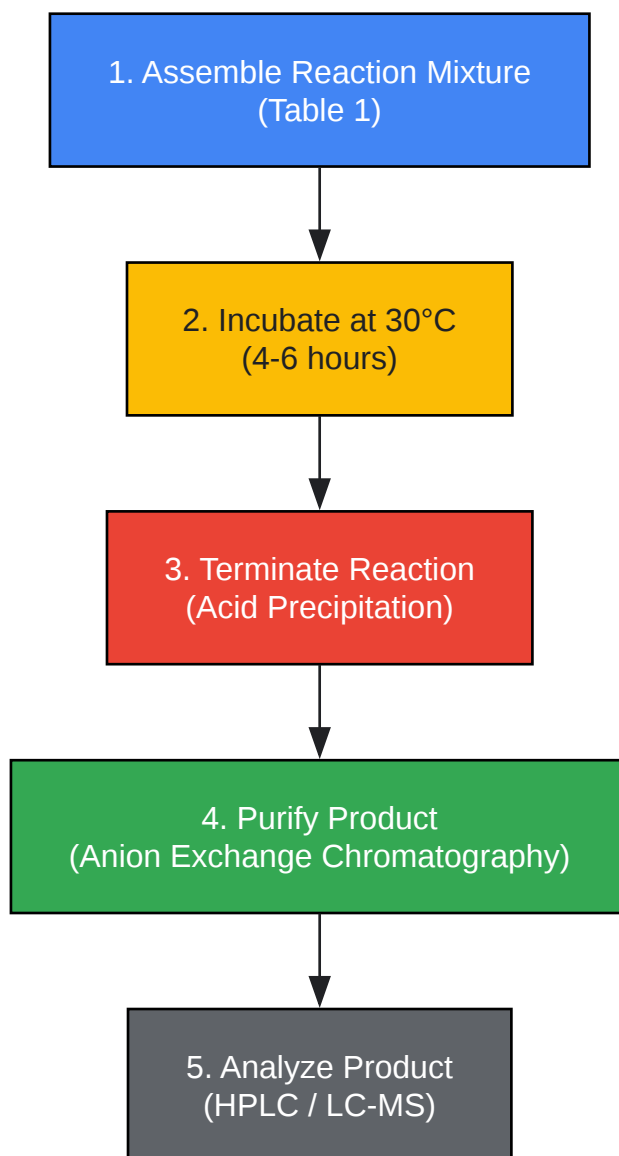 1. Assemble Reaction Mixture
(Table 1)
2. Incubate at 30°C
(4-6 hours)
3. Terminate Reaction
(Acid Precipitation)
4. Purify Product
(Anion Exchange Chromatography)
5. Analyze Product
(HPLC / LC-MS)